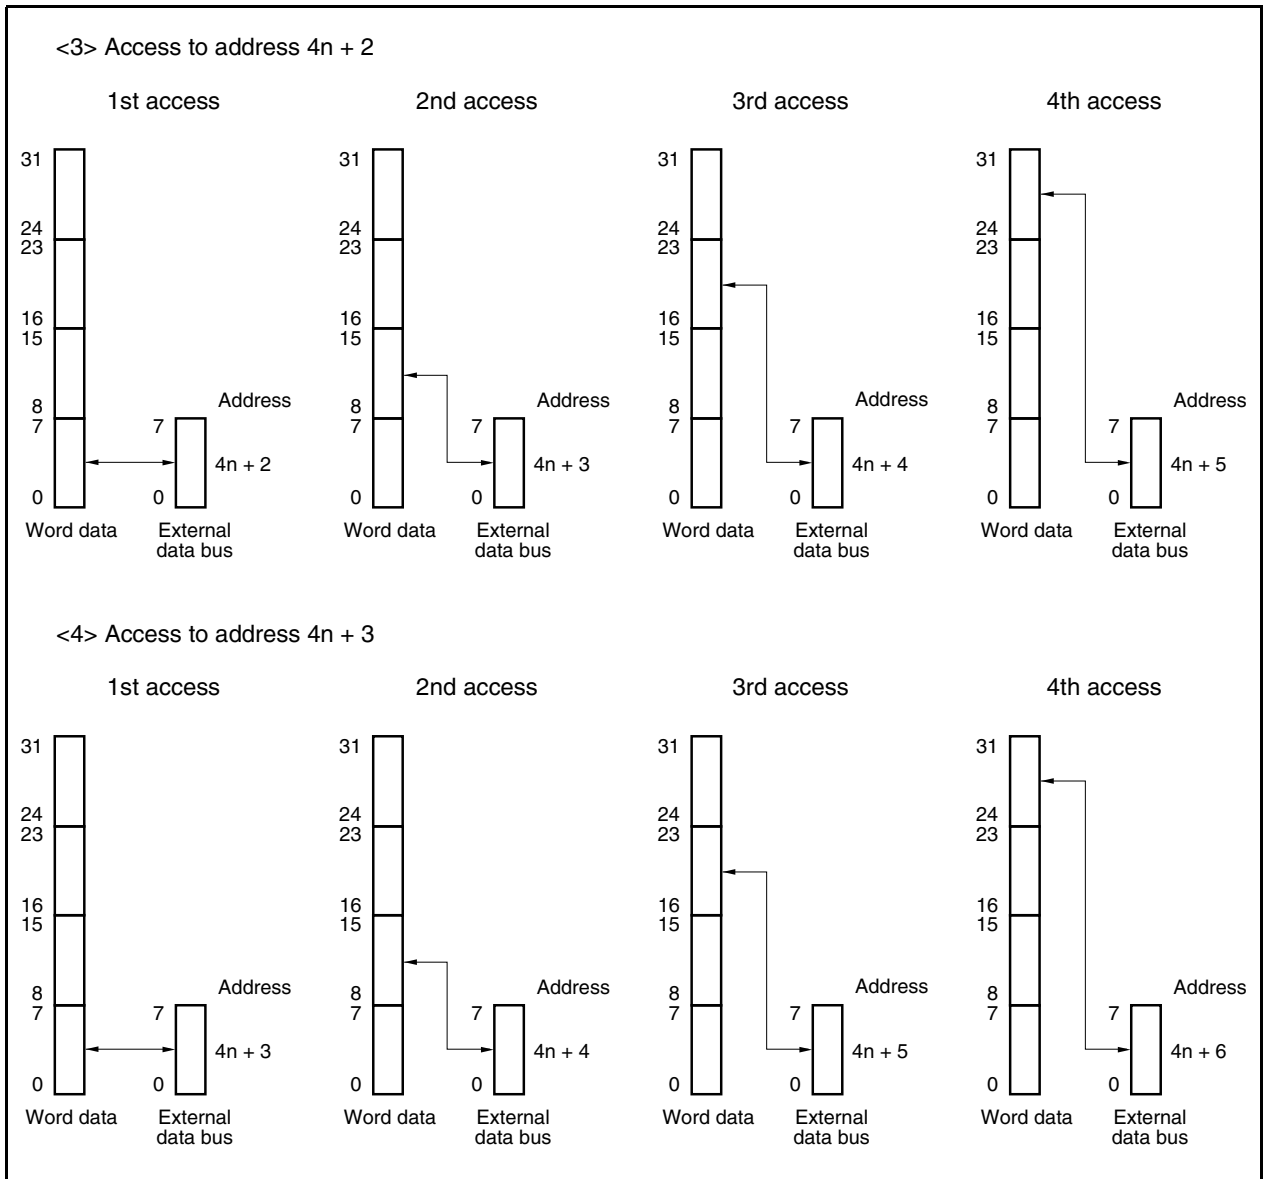 <3> Access to address 4n + 2
1st access 2nd access 3rd access 4th access
31 31 31 31
24 24 24 24
23 23 23 23
16 16 16 16
15 15 15 15
Address Address Address Address
8 8 8 8
7 7 7 7 7 7 7 7
4n + 2 4n + 3 4n + 4 4n + 5
0 0 0 0 0 0 0 0
Word data External Word data External Word data External Word data External
data bus data bus data bus data bus
<4> Access to address 4n + 3
1st access 2nd access 3rd access 4th access
31 31 31 31
24 24 24 24
23 23 23 23
16 16 16 16
15 15 15 15
Address Address Address Address
8 8 8 8
7 7 7 7 7 7 7 7
4n + 3 4n + 4 4n + 5 4n + 6
0 0 0 0 0 0 0 0
Word data External Word data External Word data External Word data External
data bus data bus data bus data bus